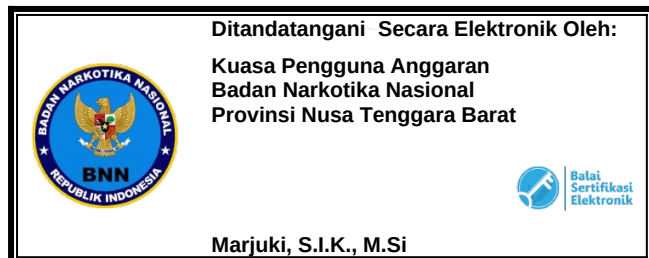 Ditandatangani Secara Elektronik Oleh:
Kuasa Pengguna Anggaran
Badan Narkotika Nasional
Provinsi Nusa Tenggara Barat
BADAN NARKOTIKA NASIONAL
BNN
REPUBLIK INDONESIA
Balai
Sertifikasi
Elektronik
Marjuki, S.I.K., M.Si